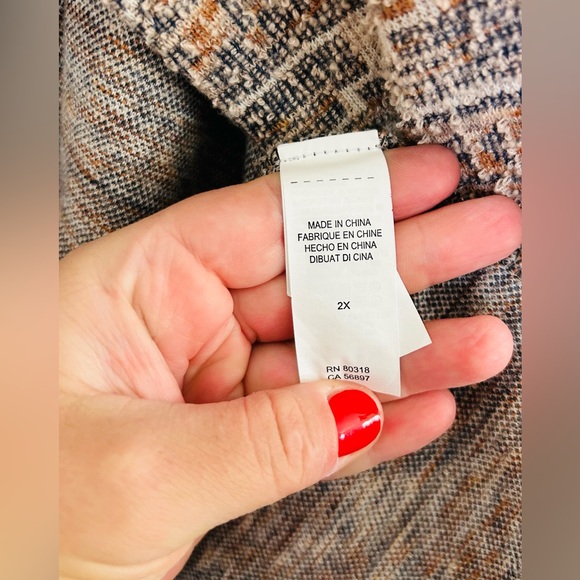 MADE IN CHINA
FABRIQUE EN CHINE
HECHO EN CHINA
DIBUAT DI CINA
2X
RN 80318
CA 56897